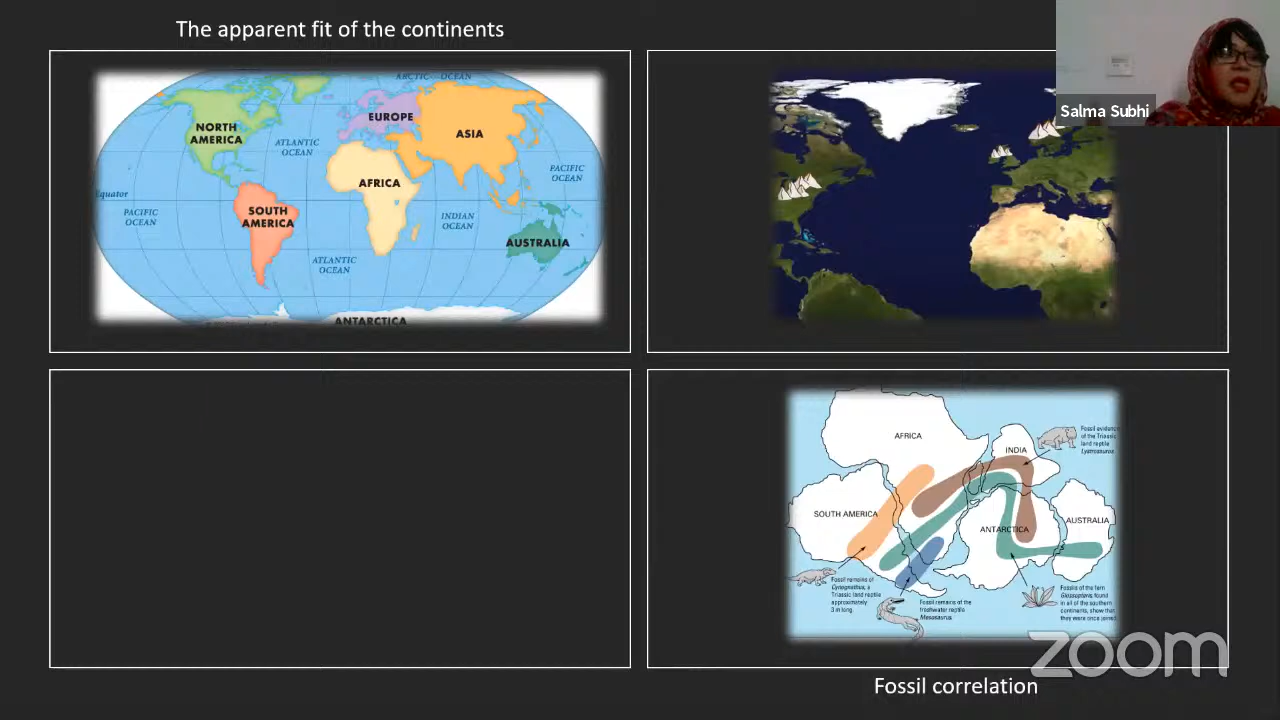 The apparent fit of the continents
Salma Subhi
ARCTIC OCEAN
NORTH
AMERICA
EUROPE
ASIA
ATLANTIC
OCEAN
PACIFIC
OCEAN
AFRICA
Equator
PACIFIC
OCEAN
SOUTH
AMERICA
INDIAN
OCEAN
AUSTRALIA
ATLANTIC
OCEAN
ANTARCTICA
AFRICA
INDIA
Fossil evidence
of the Triassic
land reptile
Lystrosaurus.
SOUTH AMERICA
ANTARCTICA
AUSTRALIA
Fossil remains of
Cynognathus, a
Triassic land reptile
approximately
3 m long.
Fossil remains of the
freshwater reptile
Mesosaurus.
Fossils of the fern
Glossopteris, found
in all of the southern
continents, show that
they were once joined.
zoom
Fossil correlation